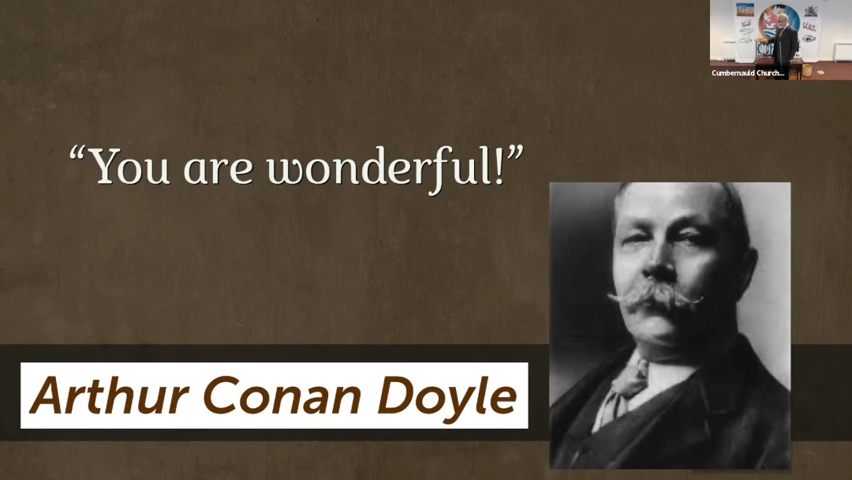 Cumbernauld Church...
“You are wonderful!”
Arthur Conan Doyle